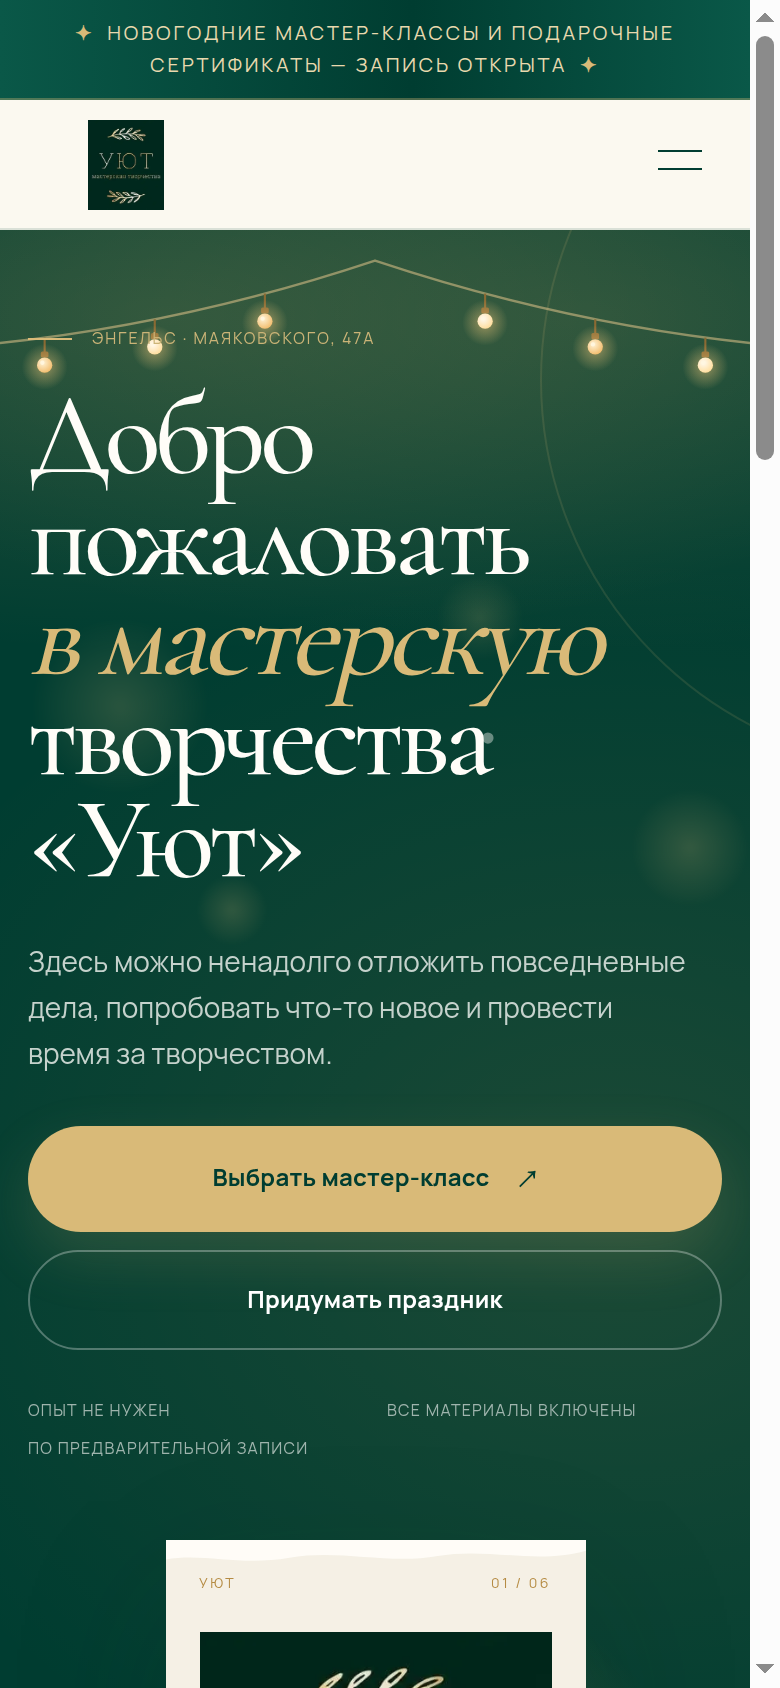 ✦ НОВОГОДНИЕ МАСТЕР-КЛАССЫ И ПОДАРОЧНЫЕ
СЕРТИФИКАТЫ — ЗАПИСЬ ОТКРЫТА ✦
УЮТ
мастерская творчества
ЭНГЕЛЬС · МАЯКОВСКОГО, 47А
Добро
пожаловать
в мастерскую
творчества
«Уют»
Здесь можно ненадолго отложить повседневные
дела, попробовать что-то новое и провести
время за творчеством.
Выбрать мастер-класс ↗
Придумать праздник
ОПЫТ НЕ НУЖЕН
ВСЕ МАТЕРИАЛЫ ВКЛЮЧЕНЫ
ПО ПРЕДВАРИТЕЛЬНОЙ ЗАПИСИ
УЮТ
01 / 06